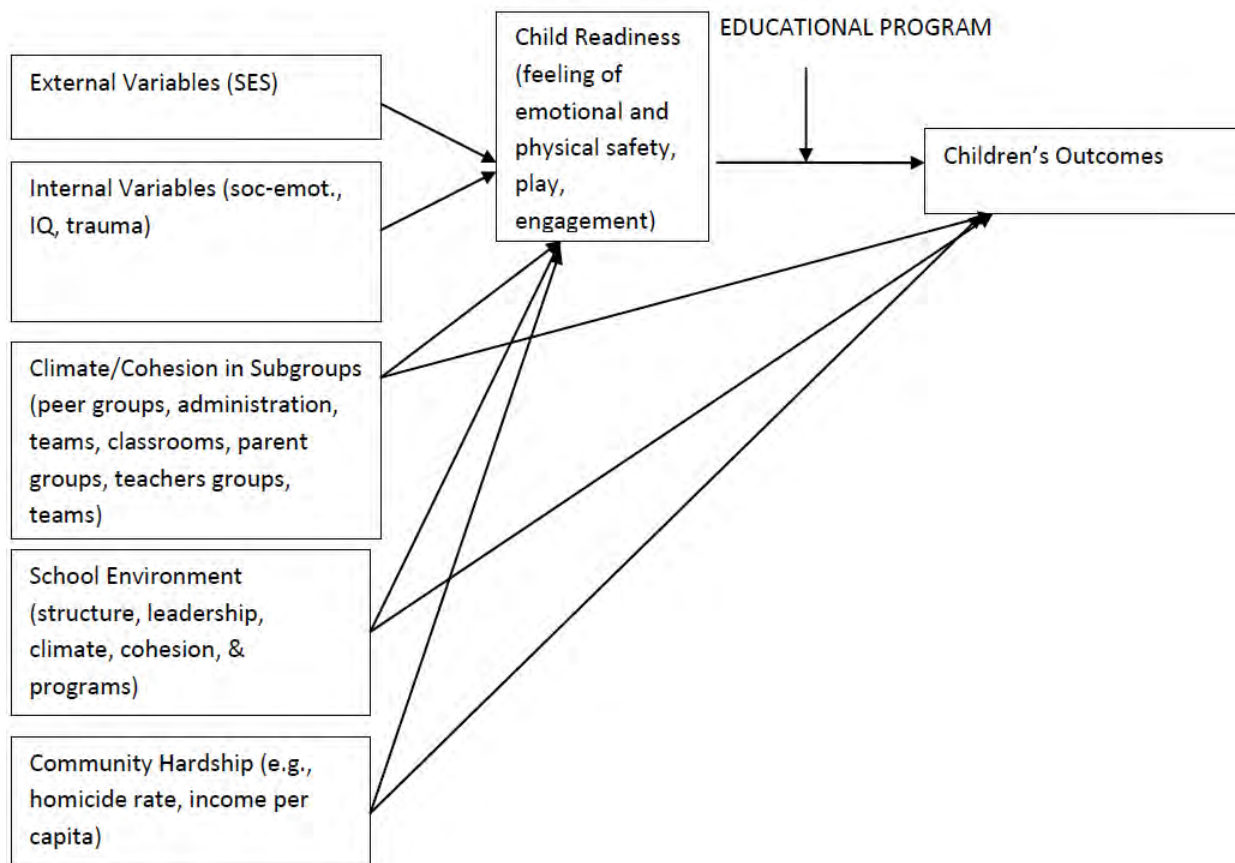 External Variables (SES)
Internal Variables (soc-emot.,
IQ, trauma)
Climate/Cohesion in Subgroups
(peer groups, administration,
teams, classrooms, parent
groups, teachers groups,
teams)
School Environment
(structure, leadership,
climate, cohesion, &
programs)
Community Hardship (e.g.,
homicide rate, income per
capita)
Child Readiness
(feeling of
emotional and
physical safety,
play,
engagement)
EDUCATIONAL PROGRAM
Children’s Outcomes